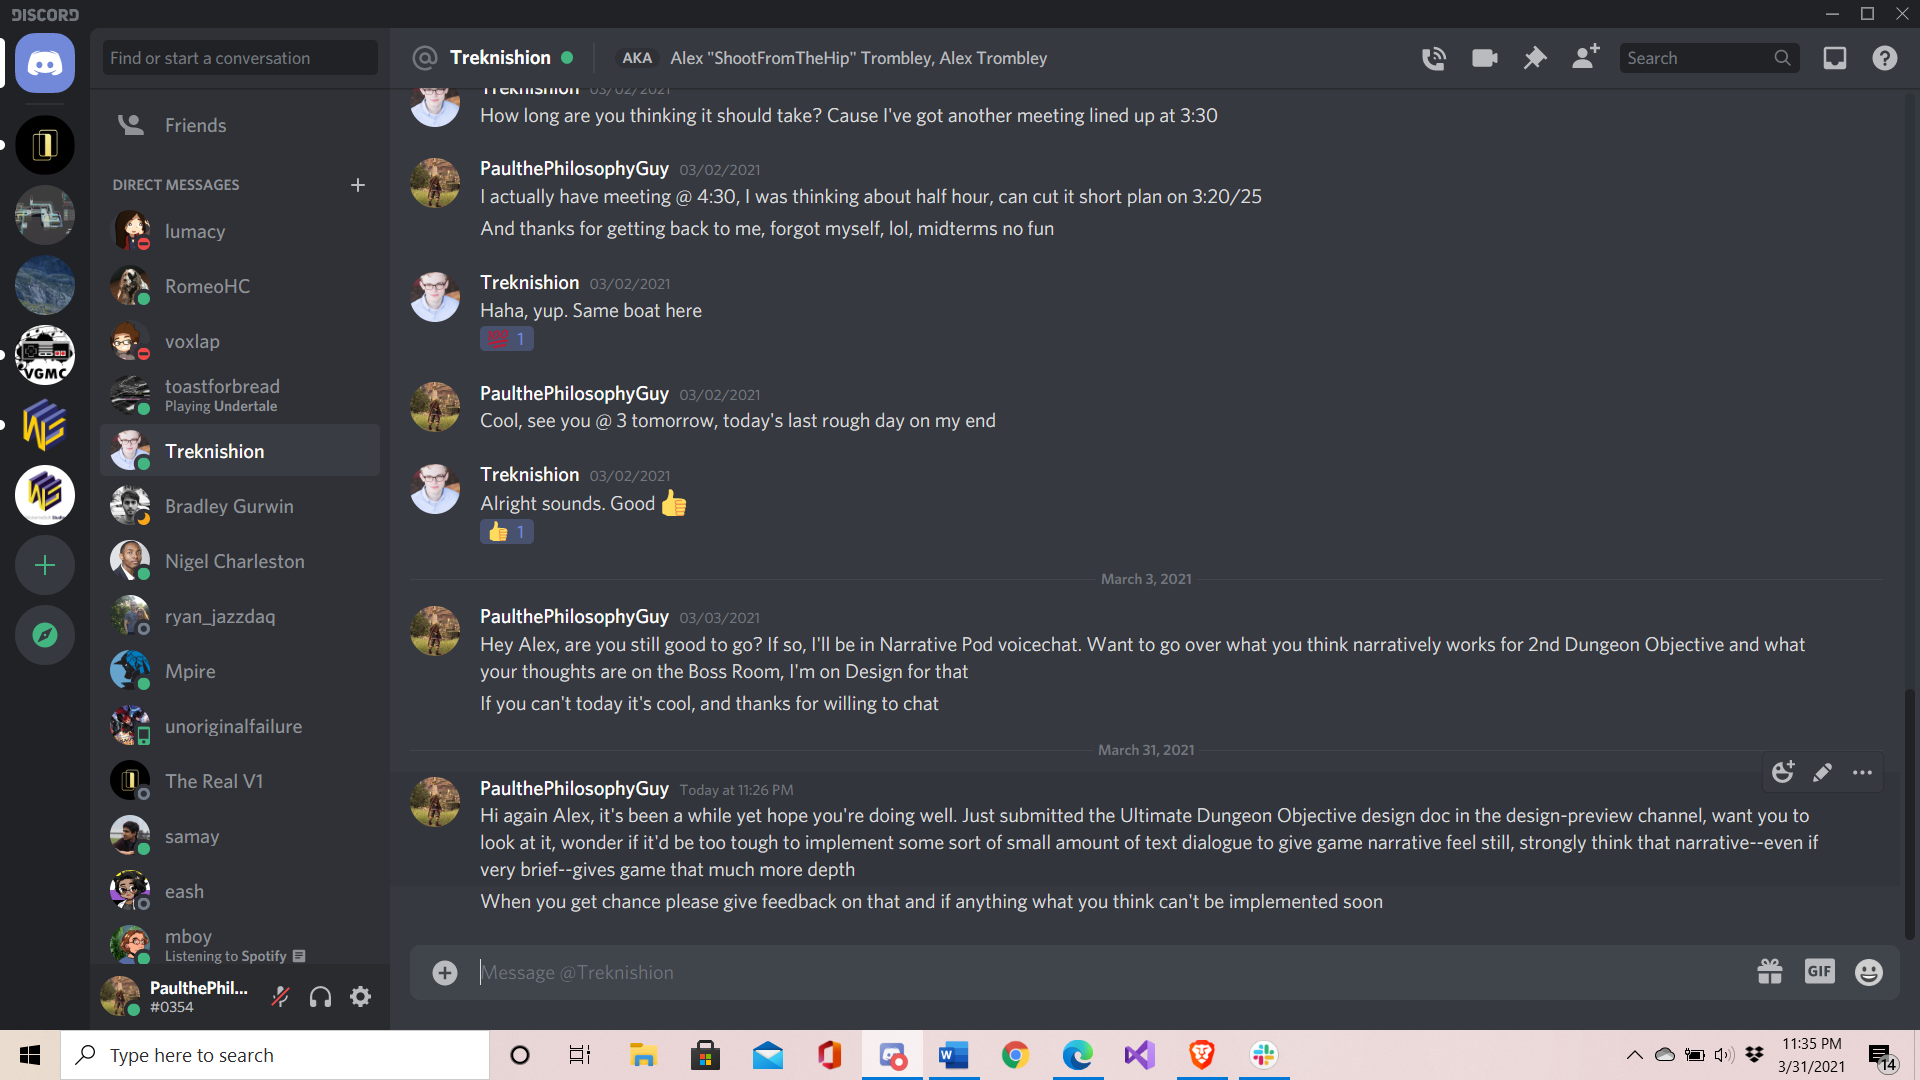 DISCORD
Find or start a conversation
Treknishion
AKA
Alex "ShootFromTheHip" Trombley, Alex Trombley
Search
Friends
DIRECT MESSAGES
lumacy
RomeoHC
voxlap
toastforbread
Playing Undertale
Treknishion
Bradley Gurwin
Nigel Charleston
ryan_jazzdaq
Mpire
unoriginalfailure
The Real V1
samay
eash
mboy
Listening to Spotify
PaulthePhil...
#0354
VGMC
Treknishion 03/02/2021
How long are you thinking it should take? Cause I've got another meeting lined up at 3:30
PaulthePhilosophyGuy 03/02/2021
I actually have meeting @ 4:30, I was thinking about half hour, can cut it short plan on 3:20/25
And thanks for getting back to me, forgot myself, lol, midterms no fun
Treknishion 03/02/2021
Haha, yup. Same boat here
1
PaulthePhilosophyGuy 03/02/2021
Cool, see you @ 3 tomorrow, today's last rough day on my end
Treknishion 03/02/2021
Alright sounds. Good
1
March 3, 2021
PaulthePhilosophyGuy 03/03/2021
Hey Alex, are you still good to go? If so, I'll be in Narrative Pod voicechat. Want to go over what you think narratively works for 2nd Dungeon Objective and what
your thoughts are on the Boss Room, I'm on Design for that
If you can't today it's cool, and thanks for willing to chat
March 31, 2021
PaulthePhilosophyGuy Today at 11:26 PM
Hi again Alex, it's been a while yet hope you're doing well. Just submitted the Ultimate Dungeon Objective design doc in the design-preview channel, want you to
look at it, wonder if it'd be too tough to implement some sort of small amount of text dialogue to give game narrative feel still, strongly think that narrative--even if
very brief--gives game that much more depth
When you get chance please give feedback on that and if anything what you think can't be implemented soon
Message @Treknishion
GIF
Type here to search
11:35 PM
3/31/2021
14